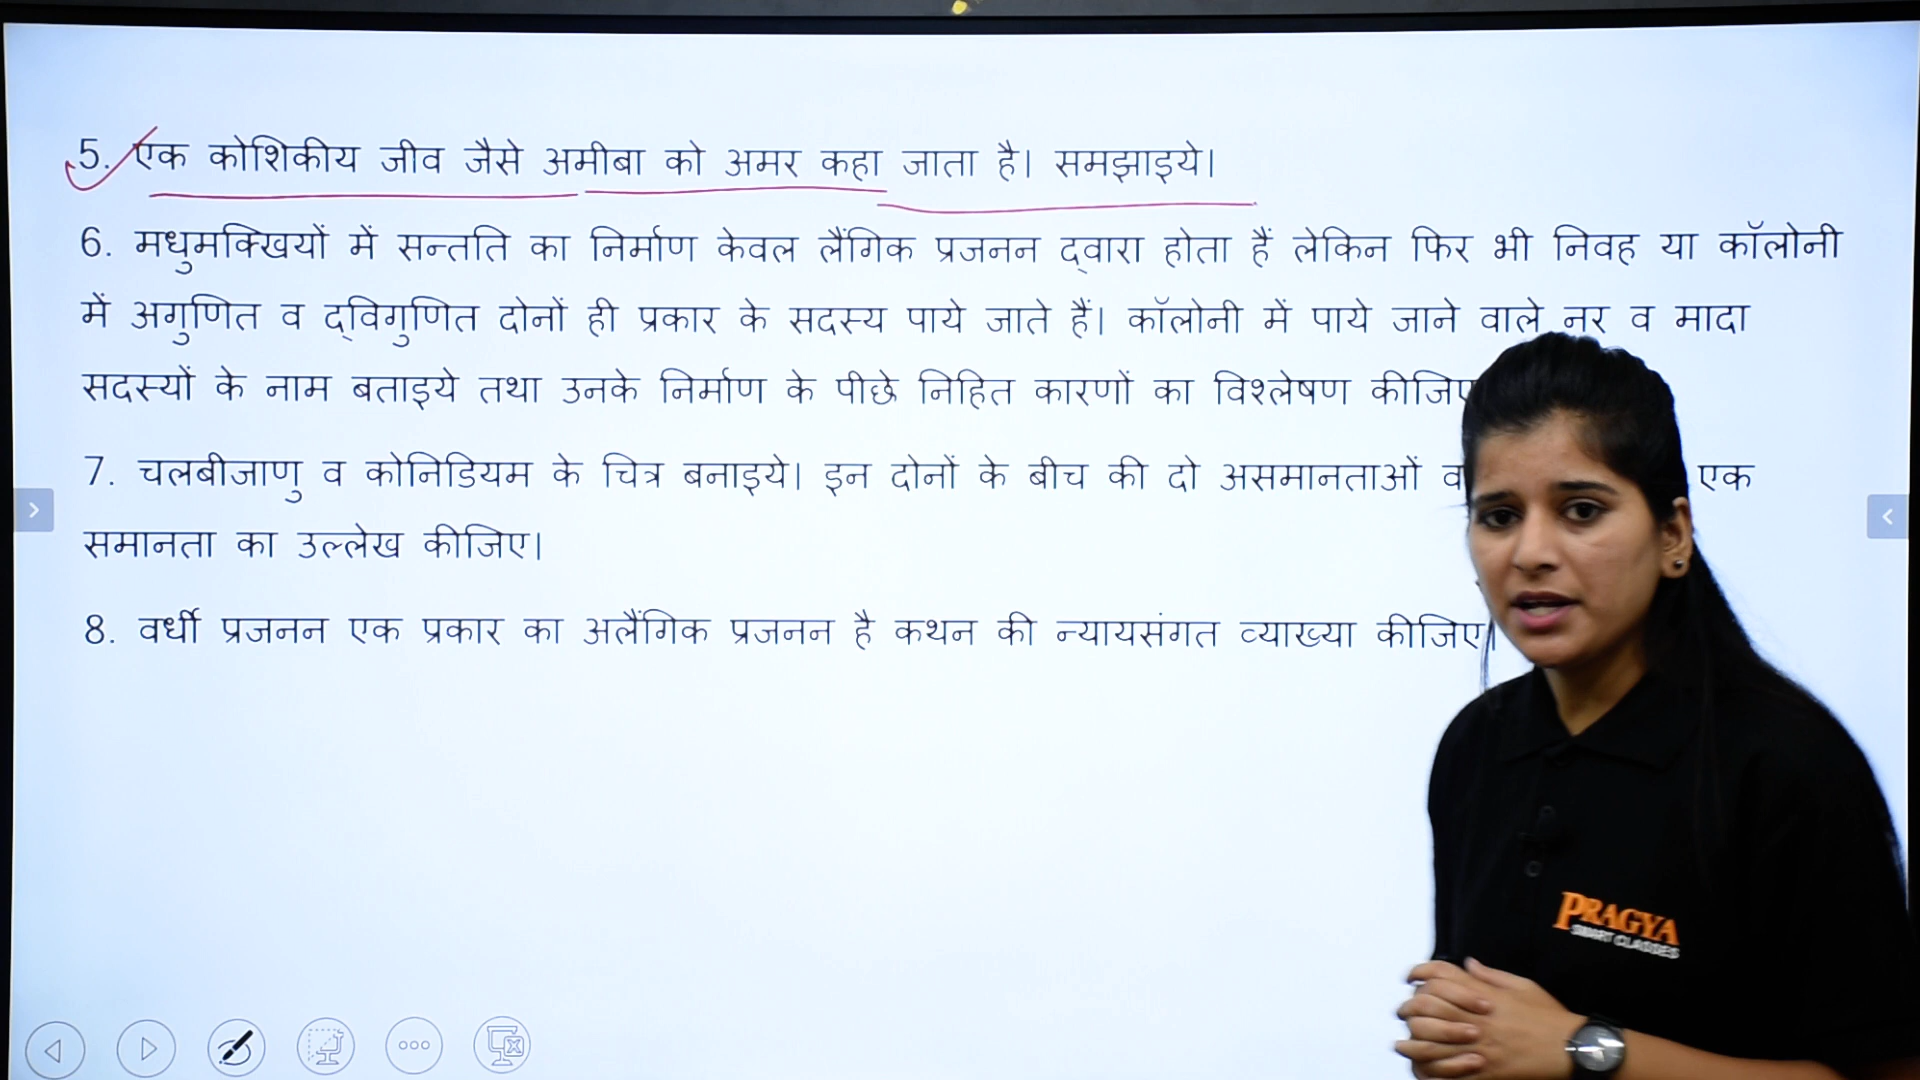 5. एक कोशिकीय जीव जैसे अमीबा को अमर कहा जाता है। समझाइये।
6. मधुमक्खियों में सन्तति का निर्माण केवल लैंगिक प्रजनन द्वारा होता हैं लेकिन फिर भी निवह या कॉलोनी
में अगुणित व द्विगुणित दोनों ही प्रकार के सदस्य पाये जाते हैं। कॉलोनी में पाये जाने वाले नर व मादा
सदस्यों के नाम बताइये तथा उनके निर्माण के पीछे निहित कारणों का विश्लेषण कीजिए
7. चलबीजाणु व कोनिडियम के चित्र बनाइये। इन दोनों के बीच की दो असमानताओं व एक
समानता का उल्लेख कीजिए।
8. वर्धी प्रजनन एक प्रकार का अलैंगिक प्रजनन है कथन की न्यायसंगत व्याख्या कीजिए।
PRAGYA
SMART CLASSES